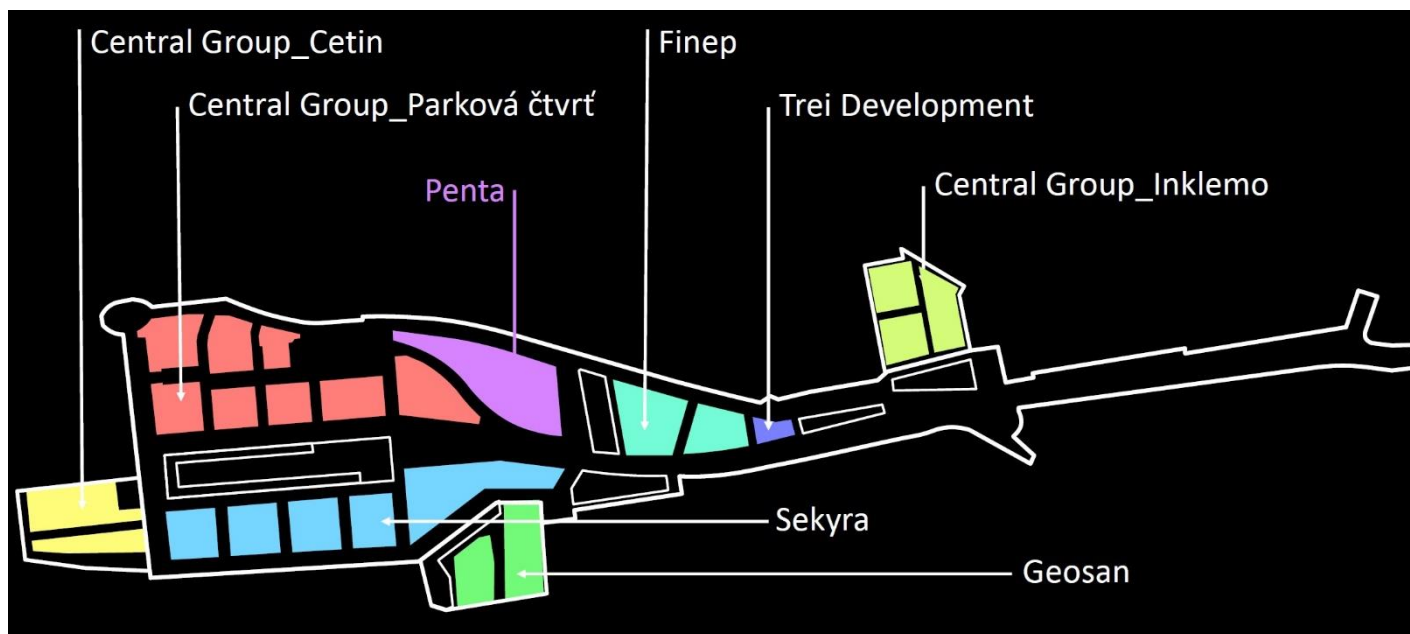 Central Group_Cetin
Finep
Central Group_Parková čtvrť
Trei Development
Penta
Central Group_Inklemo
Sekyra
Geosan